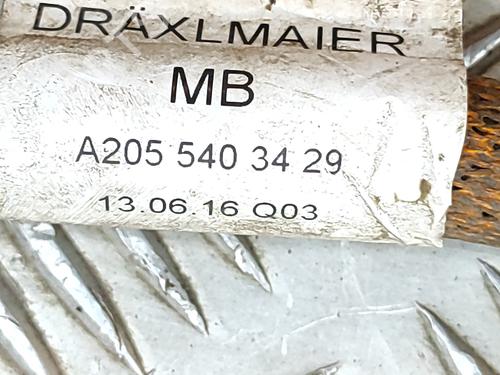 DRÄXLMAIER
MB
A205 540 34 29
13.06.16 Q03